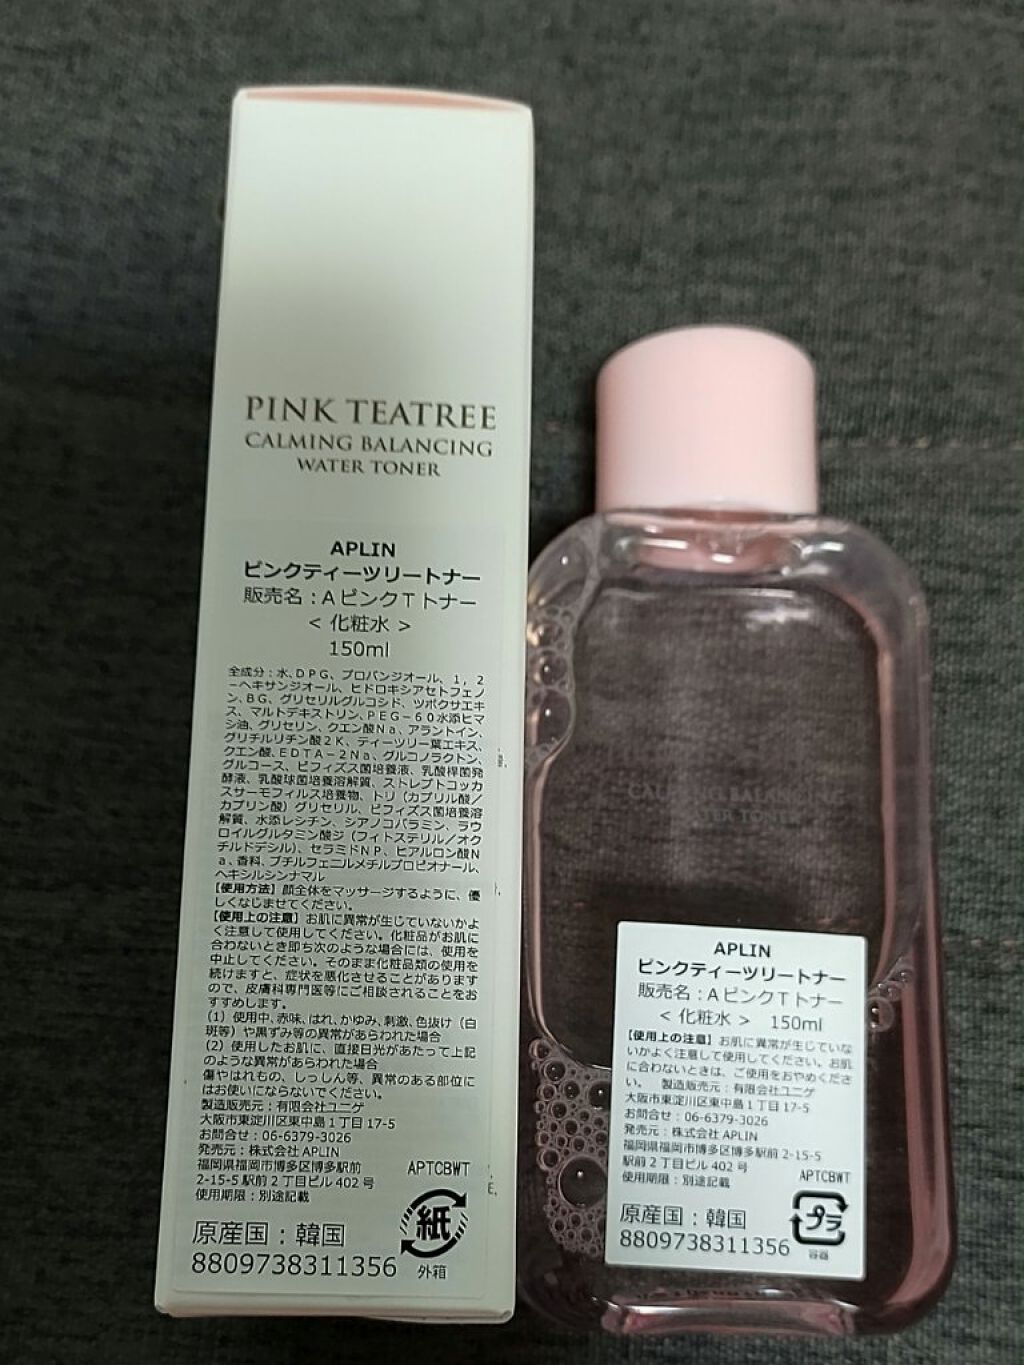 PINK TEATREE
CALMING BALANCING
WATER TONER
APLIN
ピンクティーツリートナー
販売名：AピンクTトナー
< 化粧水 >
150ml
全成分：水、DPG、プロパンジオール、1，2
－ヘキサンジオール、ヒドロキシアセトフェノ
ン、BG、グリセリルグルコシド、ツボクサエキ
ス、マルトデキストリン、PEG－60水添ヒマ
シ油、グリセリン、クエン酸Na、アラントイン、
グリチルリチン酸2K、ティーツリー葉エキス、
クエン酸、EDTA－2Na、グルコノラクトン、
グルコース、ビフィズス菌培養液、乳酸桿菌発
酵液、乳酸球菌培養溶解質、ストレプトコッカ
スサーモフィルス培養物、トリ（カプリル酸／
カプリン酸）グリセリル、ビフィズス菌培養溶
解質、水添レシチン、シアノコバラミン、ラウ
ロイルグルタミン酸ジ（フィトステリル／オク
チルドデシル）、セラミドNP、ヒアルロン酸N
a、香料、ブチルフェニルメチルプロピオナール、
ヘキシルシンナマル
【使用方法】顔全体をマッサージするように、優
しくなじませてください。
【使用上の注意】お肌に異常が生じていないかよ
く注意して使用してください。化粧品がお肌に
合わないとき即ち次のような場合には、使用を
中止してください。そのまま化粧品類の使用を
続けますと、症状を悪化させることがあります
ので、皮膚科専門医等にご相談されることをお
すすめします。
（1）使用中、赤味、はれ、かゆみ、刺激、色抜け（白
斑等）や黒ずみ等の異常があらわれた場合
（2）使用したお肌に、直接日光があたって上記
のような異常があらわれた場合
傷やはれもの、しっしん等、異常のある部位に
はお使いにならないでください。
製造販売元：有限会社ユニゲ
大阪市東淀川区東中島1丁目17-5
お問合せ：06-6379-3026
発売元：株式会社 APLIN
福岡県福岡市博多区博多駅前
2-15-5 駅前2丁目ビル 402 号
使用期限：別途記載
APTCBWT
原産国：韓国
8809738311356
紙
外箱
CALMING BALANCING
WATER TONER
APLIN
ピンクティーツリートナー
販売名：AピンクTトナー
< 化粧水 > 150ml
【使用上の注意】お肌に異常が生じていな
いかよく注意して使用してください。お肌
に合わないときは、ご使用をおやめくださ
い。 製造販売元：有限会社ユニゲ
大阪市東淀川区東中島1丁目17-5
お問合せ：06-6379-3026
発売元：株式会社 APLIN
福岡県福岡市博多区博多駅前 2-15-5
駅前2丁目ビル 402 号
使用期限：別途記載
APTCBWT
原産国：韓国
8809738311356
プラ
容器